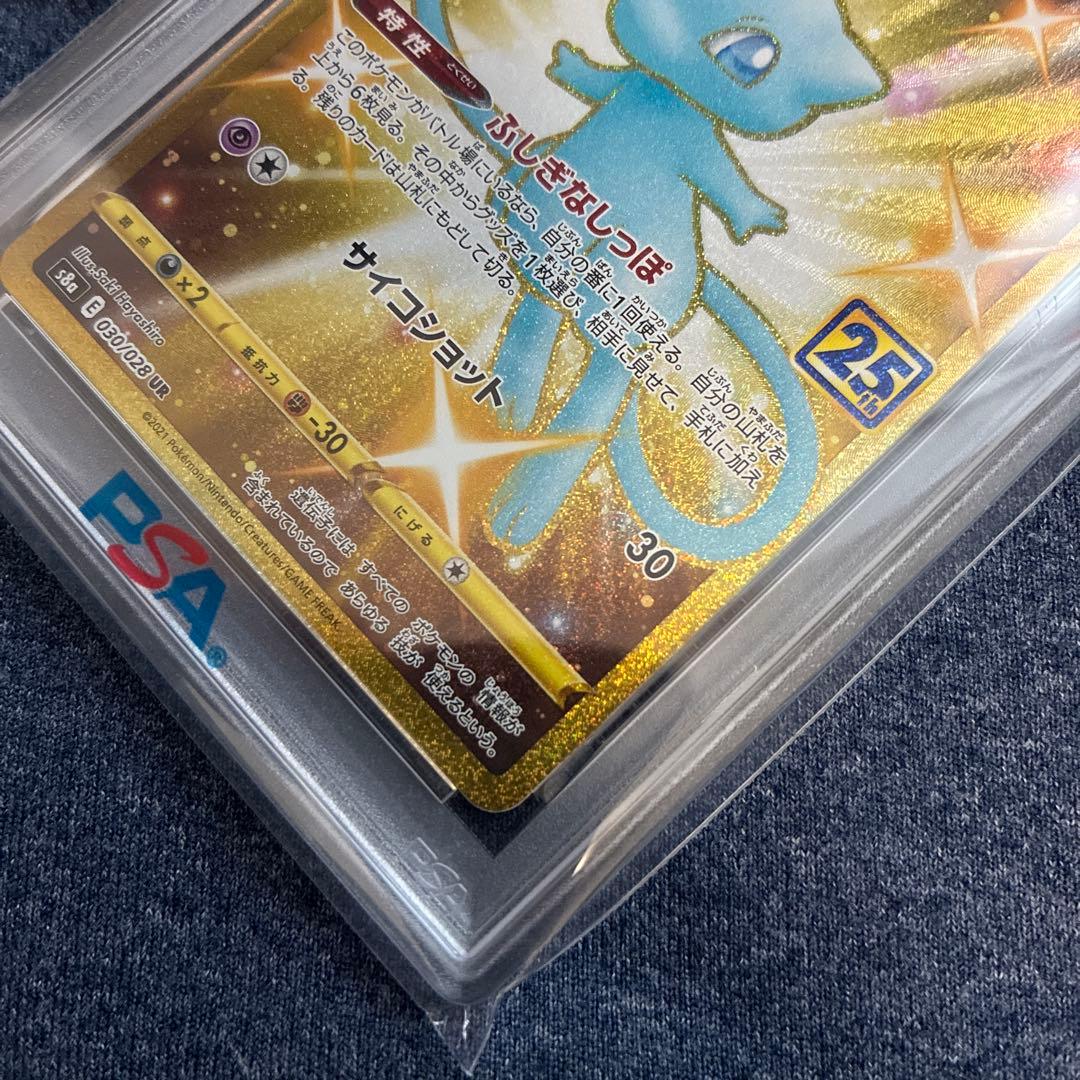 特性
とくせい
ふしぎなしっぽ
このポケモンがバトル場にいるなら、自分の番に1回使える。自分の山札を
上から6枚見る。その中からグッズを1枚選び、相手に見せて、手札に加え
る。残りのカードは山札にもどして切る。
サイコショット
30
25th
弱点
×2
抵抗力
-30
にげる
Illus.Saki Hayashiro
s8a E 030/028 UR
©2021 Pokémon/Nintendo/Creatures/GAME FREAK
遺伝子には すべての ポケモンの 情報が
含まれているので あらゆる 技が 使えるという。
PSA®
PSA